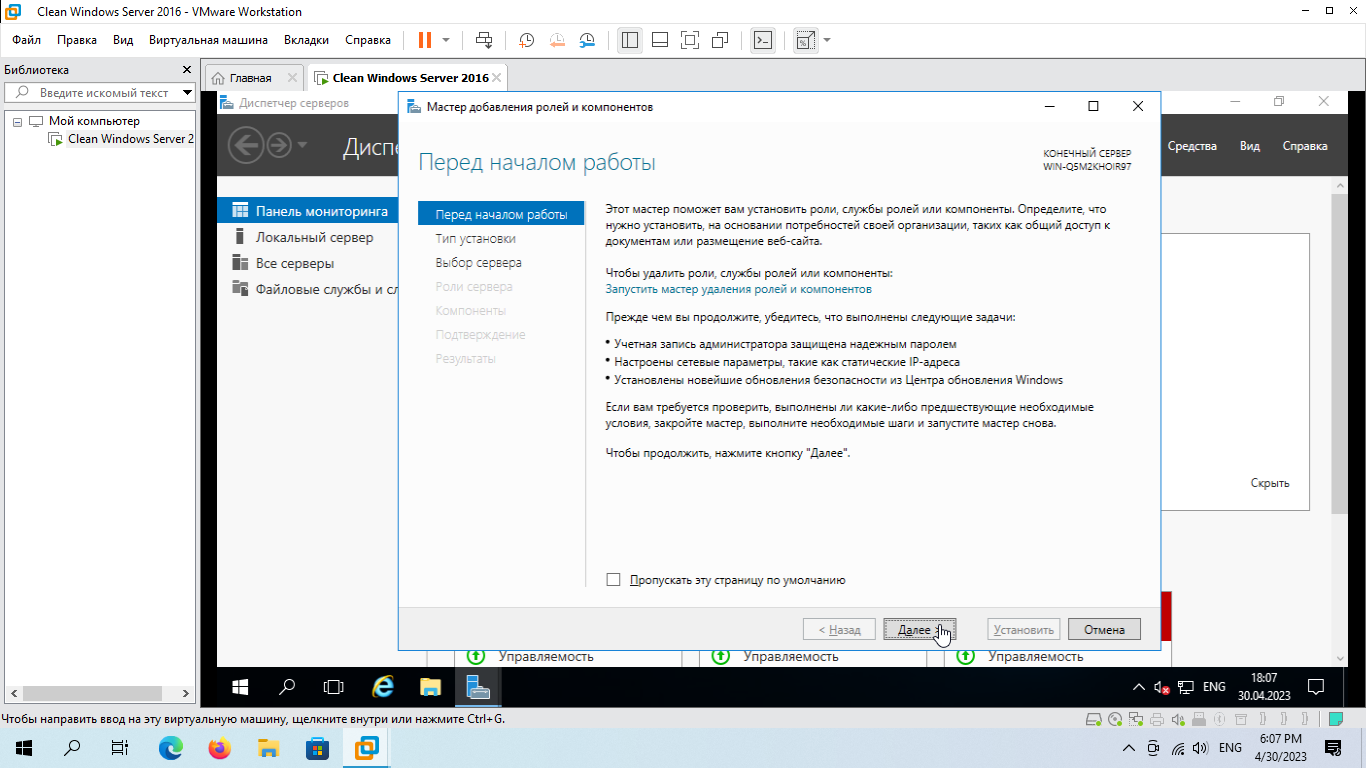 Clean Windows Server 2016 - VMware Workstation
Файл Правка Вид Виртуальная машина Вкладки Справка
Библиотека
Введите искомый текст
Мой компьютер
Clean Windows Server 2
Главная
Clean Windows Server 2016
Диспетчер серверов
Средства Вид Справка
Панель мониторинга
Локальный сервер
Все серверы
Файловые службы и
Мастер добавления ролей и компонентов
Перед началом работы
КОНЕЧНЫЙ СЕРВЕР
WIN-Q5M2KHOIR97
Перед началом работы
Тип установки
Выбор сервера
Роли сервера
Компоненты
Подтверждение
Результаты
Этот мастер поможет вам установить роли, службы ролей или компоненты. Определите, что
нужно установить, на основании потребностей своей организации, таких как общий доступ к
документам или размещение веб-сайта.
Чтобы удалить роли, службы ролей или компоненты:
Запустить мастер удаления ролей и компонентов
Прежде чем вы продолжите, убедитесь, что выполнены следующие задачи:
• Учетная запись администратора защищена надежным паролем
• Настроены сетевые параметры, такие как статические IP-адреса
• Установлены новейшие обновления безопасности из Центра обновления Windows
Если вам требуется проверить, выполнены ли какие-либо предшествующие необходимые
условия, закройте мастер, выполните необходимые шаги и запустите мастер снова.
Чтобы продолжить, нажмите кнопку "Далее".
Скрыть
Пропускать эту страницу по умолчанию
< Назад Далее > Установить Отмена
Управляемость Управляемость Управляемость
ENG 18:07
30.04.2023
Чтобы направить ввод на эту виртуальную машину, щелкните внутри или нажмите Ctrl+G.
ENG 6:07 PM
4/30/2023